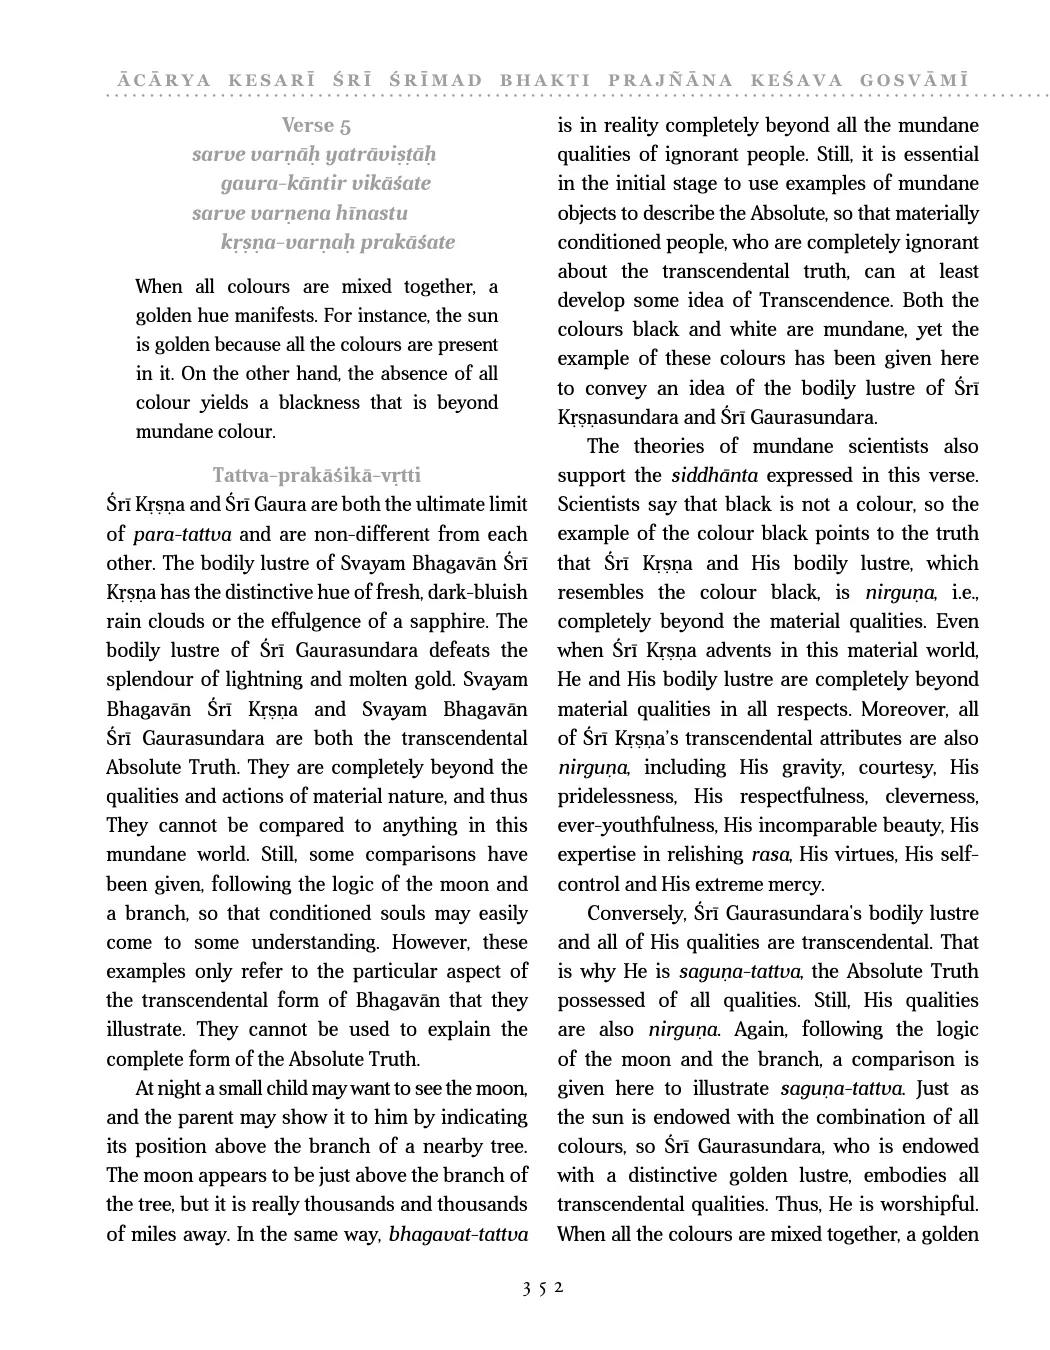 ĀCĀRYA KESARĪ ŚRĪ ŚRĪMAD BHAKTI PRAJÑĀNA KEŚAVA GOSVĀMĪ
Verse 5
sarve varṇāḥ yatrāviṣṭāḥ
gaura-kāntir vikāśate
sarve varṇena hīnastu
kṛṣṇa-varṇaḥ prakāśate
When all colours are mixed together, a
golden hue manifests. For instance, the sun
is golden because all the colours are present
in it. On the other hand, the absence of all
colour yields a blackness that is beyond
mundane colour.
Tattva-prakāśikā-vṛtti
Śrī Kṛṣṇa and Śrī Gaura are both the ultimate limit
of para-tattva and are non-different from each
other. The bodily lustre of Svayam Bhagavān Śrī
Kṛṣṇa has the distinctive hue of fresh, dark-bluish
rain clouds or the effulgence of a sapphire. The
bodily lustre of Śrī Gaurasundara defeats the
splendour of lightning and molten gold. Svayam
Bhagavān Śrī Kṛṣṇa and Svayam Bhagavān
Śrī Gaurasundara are both the transcendental
Absolute Truth. They are completely beyond the
qualities and actions of material nature, and thus
They cannot be compared to anything in this
mundane world. Still, some comparisons have
been given, following the logic of the moon and
a branch, so that conditioned souls may easily
come to some understanding. However, these
examples only refer to the particular aspect of
the transcendental form of Bhagavān that they
illustrate. They cannot be used to explain the
complete form of the Absolute Truth.
At night a small child may want to see the moon,
and the parent may show it to him by indicating
its position above the branch of a nearby tree.
The moon appears to be just above the branch of
the tree, but it is really thousands and thousands
of miles away. In the same way, bhagavat-tattva
is in reality completely beyond all the mundane
qualities of ignorant people. Still, it is essential
in the initial stage to use examples of mundane
objects to describe the Absolute, so that materially
conditioned people, who are completely ignorant
about the transcendental truth, can at least
develop some idea of Transcendence. Both the
colours black and white are mundane, yet the
example of these colours has been given here
to convey an idea of the bodily lustre of Śrī
Kṛṣṇasundara and Śrī Gaurasundara.
The theories of mundane scientists also
support the siddhānta expressed in this verse.
Scientists say that black is not a colour, so the
example of the colour black points to the truth
that Śrī Kṛṣṇa and His bodily lustre, which
resembles the colour black, is nirguṇa, i.e.,
completely beyond the material qualities. Even
when Śrī Kṛṣṇa advents in this material world,
He and His bodily lustre are completely beyond
material qualities in all respects. Moreover, all
of Śrī Kṛṣṇa’s transcendental attributes are also
nirguṇa, including His gravity, courtesy, His
pridelessness, His respectfulness, cleverness,
ever-youthfulness, His incomparable beauty, His
expertise in relishing rasa, His virtues, His self-
control and His extreme mercy.
Conversely, Śrī Gaurasundara's bodily lustre
and all of His qualities are transcendental. That
is why He is saguṇa-tattva, the Absolute Truth
possessed of all qualities. Still, His qualities
are also nirguṇa. Again, following the logic
of the moon and the branch, a comparison is
given here to illustrate saguṇa-tattva. Just as
the sun is endowed with the combination of all
colours, so Śrī Gaurasundara, who is endowed
with a distinctive golden lustre, embodies all
transcendental qualities. Thus, He is worshipful.
When all the colours are mixed together, a golden
352